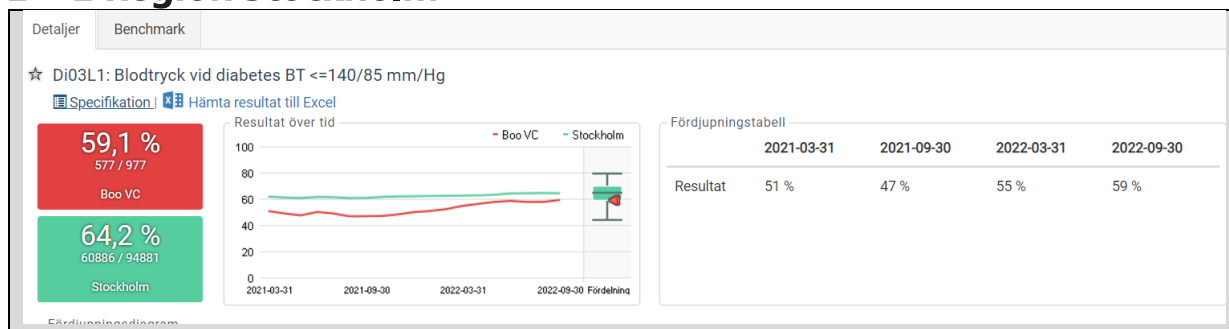 Region Stockholm
Detaljer Benchmark
☆ Di03L1: Blodtryck vid diabetes BT <=140/85 mm/Hg
Specifikation | Hämta resultat till Excel
59,1 %
577 / 977
Boo VC
64,2 %
60886 / 94881
Stockholm
Resultat över tid
Boo VC Stockholm
100
80
60
40
20
0
2021-03-31 2021-09-30 2022-03-31 2022-09-30 Fördelning
Fördjupningstabell
2021-03-31 2021-09-30 2022-03-31 2022-09-30
Resultat 51 % 47 % 55 % 59 %
Fördjupningsdiagram